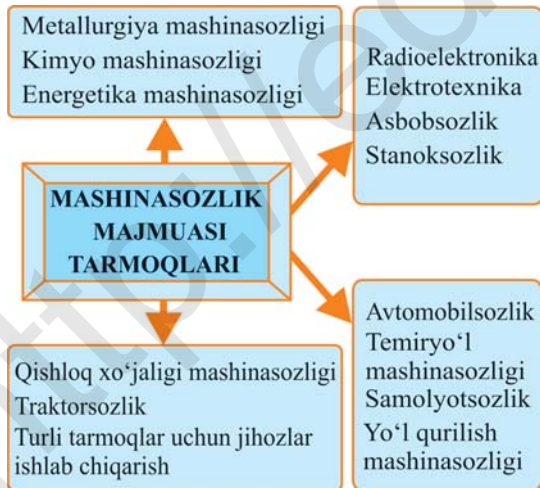 Metallurgiya mashinasozligi
Kimyo mashinasozligi
Energetika mashinasozligi
Radioelektronika
Elektrotexnika
Asbobsozlik
Stanoksozlik
MASHINASOZLIK
MAJMUASI
TARMOQLARI
Qishloq xo‘jaligi mashinasozligi
Traktorsozlik
Turli tarmoqlar uchun jihozlar
ishlab chiqarish
Avtomobilsozlik
Temiryo‘l
mashinasozligi
Samolyotsozlik
Yo‘l qurilish
mashinasozligi